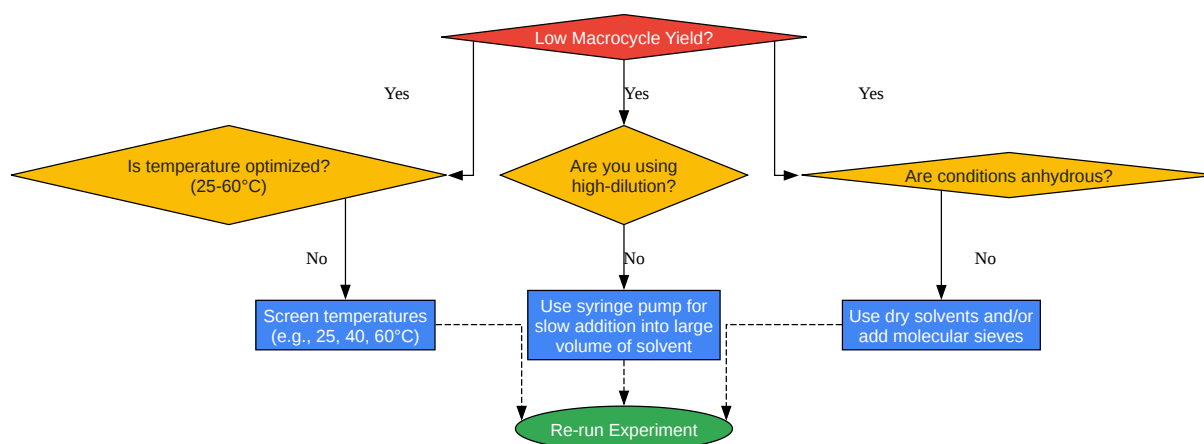 Low Macrocycle Yield?
Yes
Yes
Yes
Is temperature optimized?
(25-60°C)
Are you using
high-dilution?
Are conditions anhydrous?
No
No
No
Screen temperatures
(e.g., 25, 40, 60°C)
Use syringe pump for
slow addition into large
volume of solvent
Use dry solvents and/or
add molecular sieves
Re-run Experiment